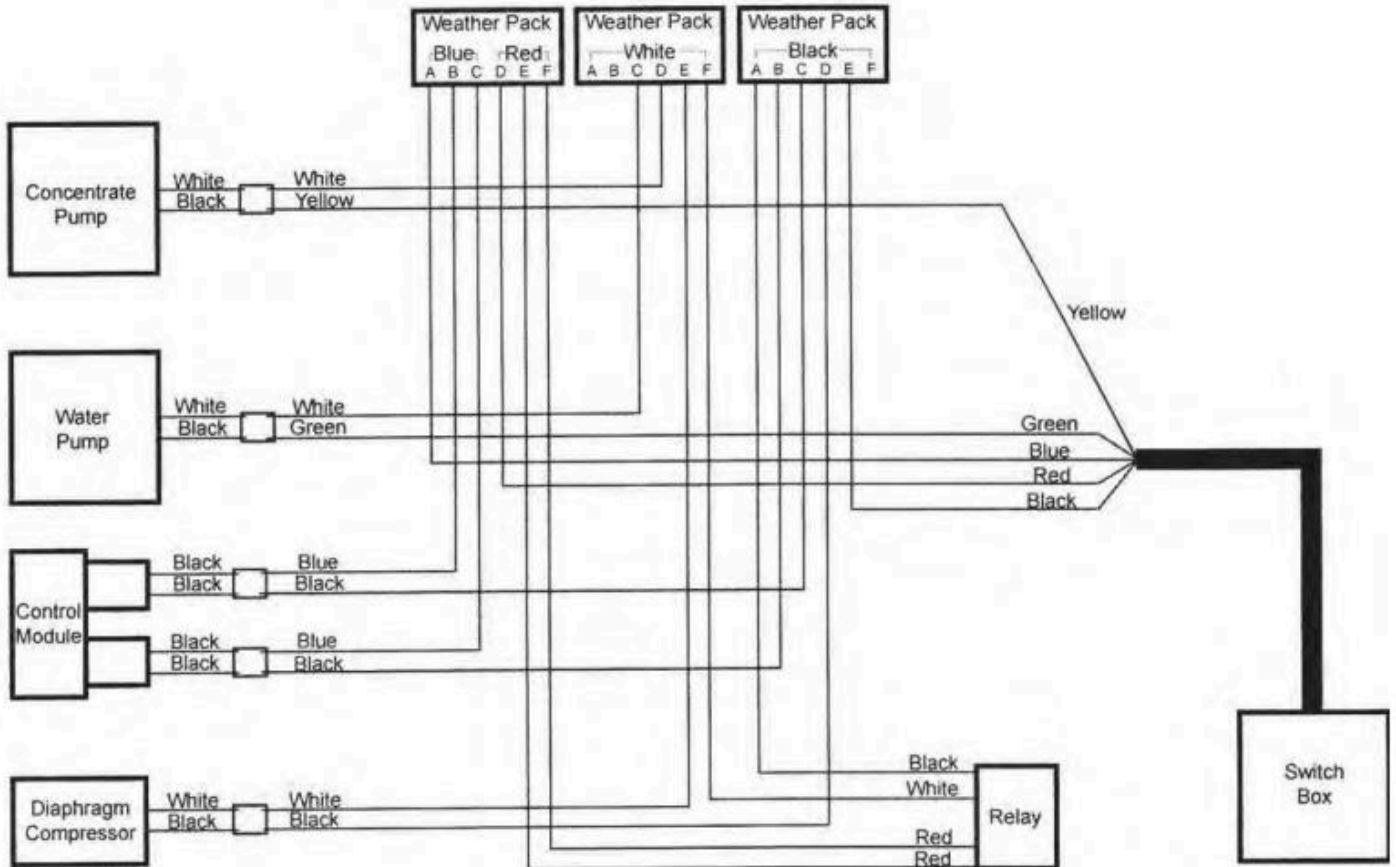 Weather Pack
Weather Pack
Weather Pack
Blue Red
White
Black
A B C D E F
A B C D E F
A B C D E F
Concentrate
Pump
White
Black
White
Yellow
Yellow
Water
Pump
White
Black
White
Green
Green
Blue
Red
Black
Control
Module
Black
Black
Blue
Black
Black
Black
Blue
Black
Diaphragm
Compressor
White
Black
White
Black
Black
White
Red
Red
Relay
Switch
Box